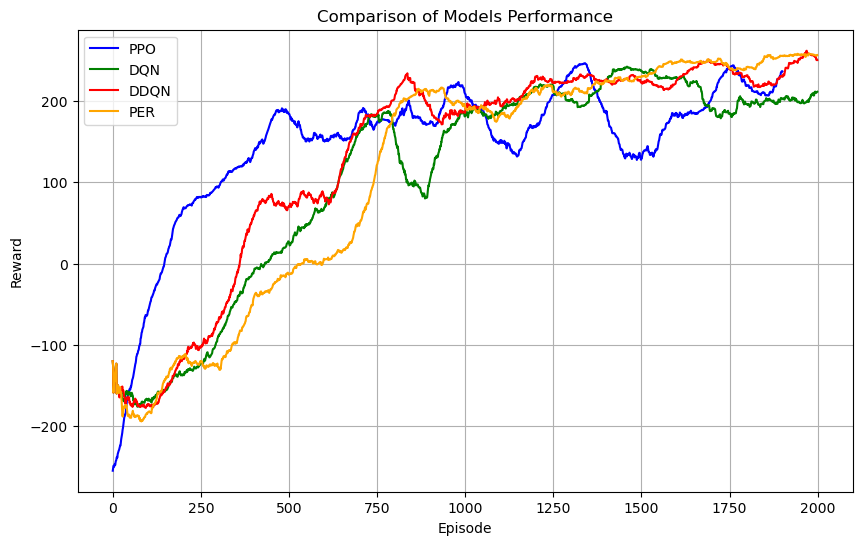 Comparison of Models Performance
PPO
DQN
DDQN
PER
Reward
200
100
0
−100
−200
0 250 500 750 1000 1250 1500 1750 2000
Episode